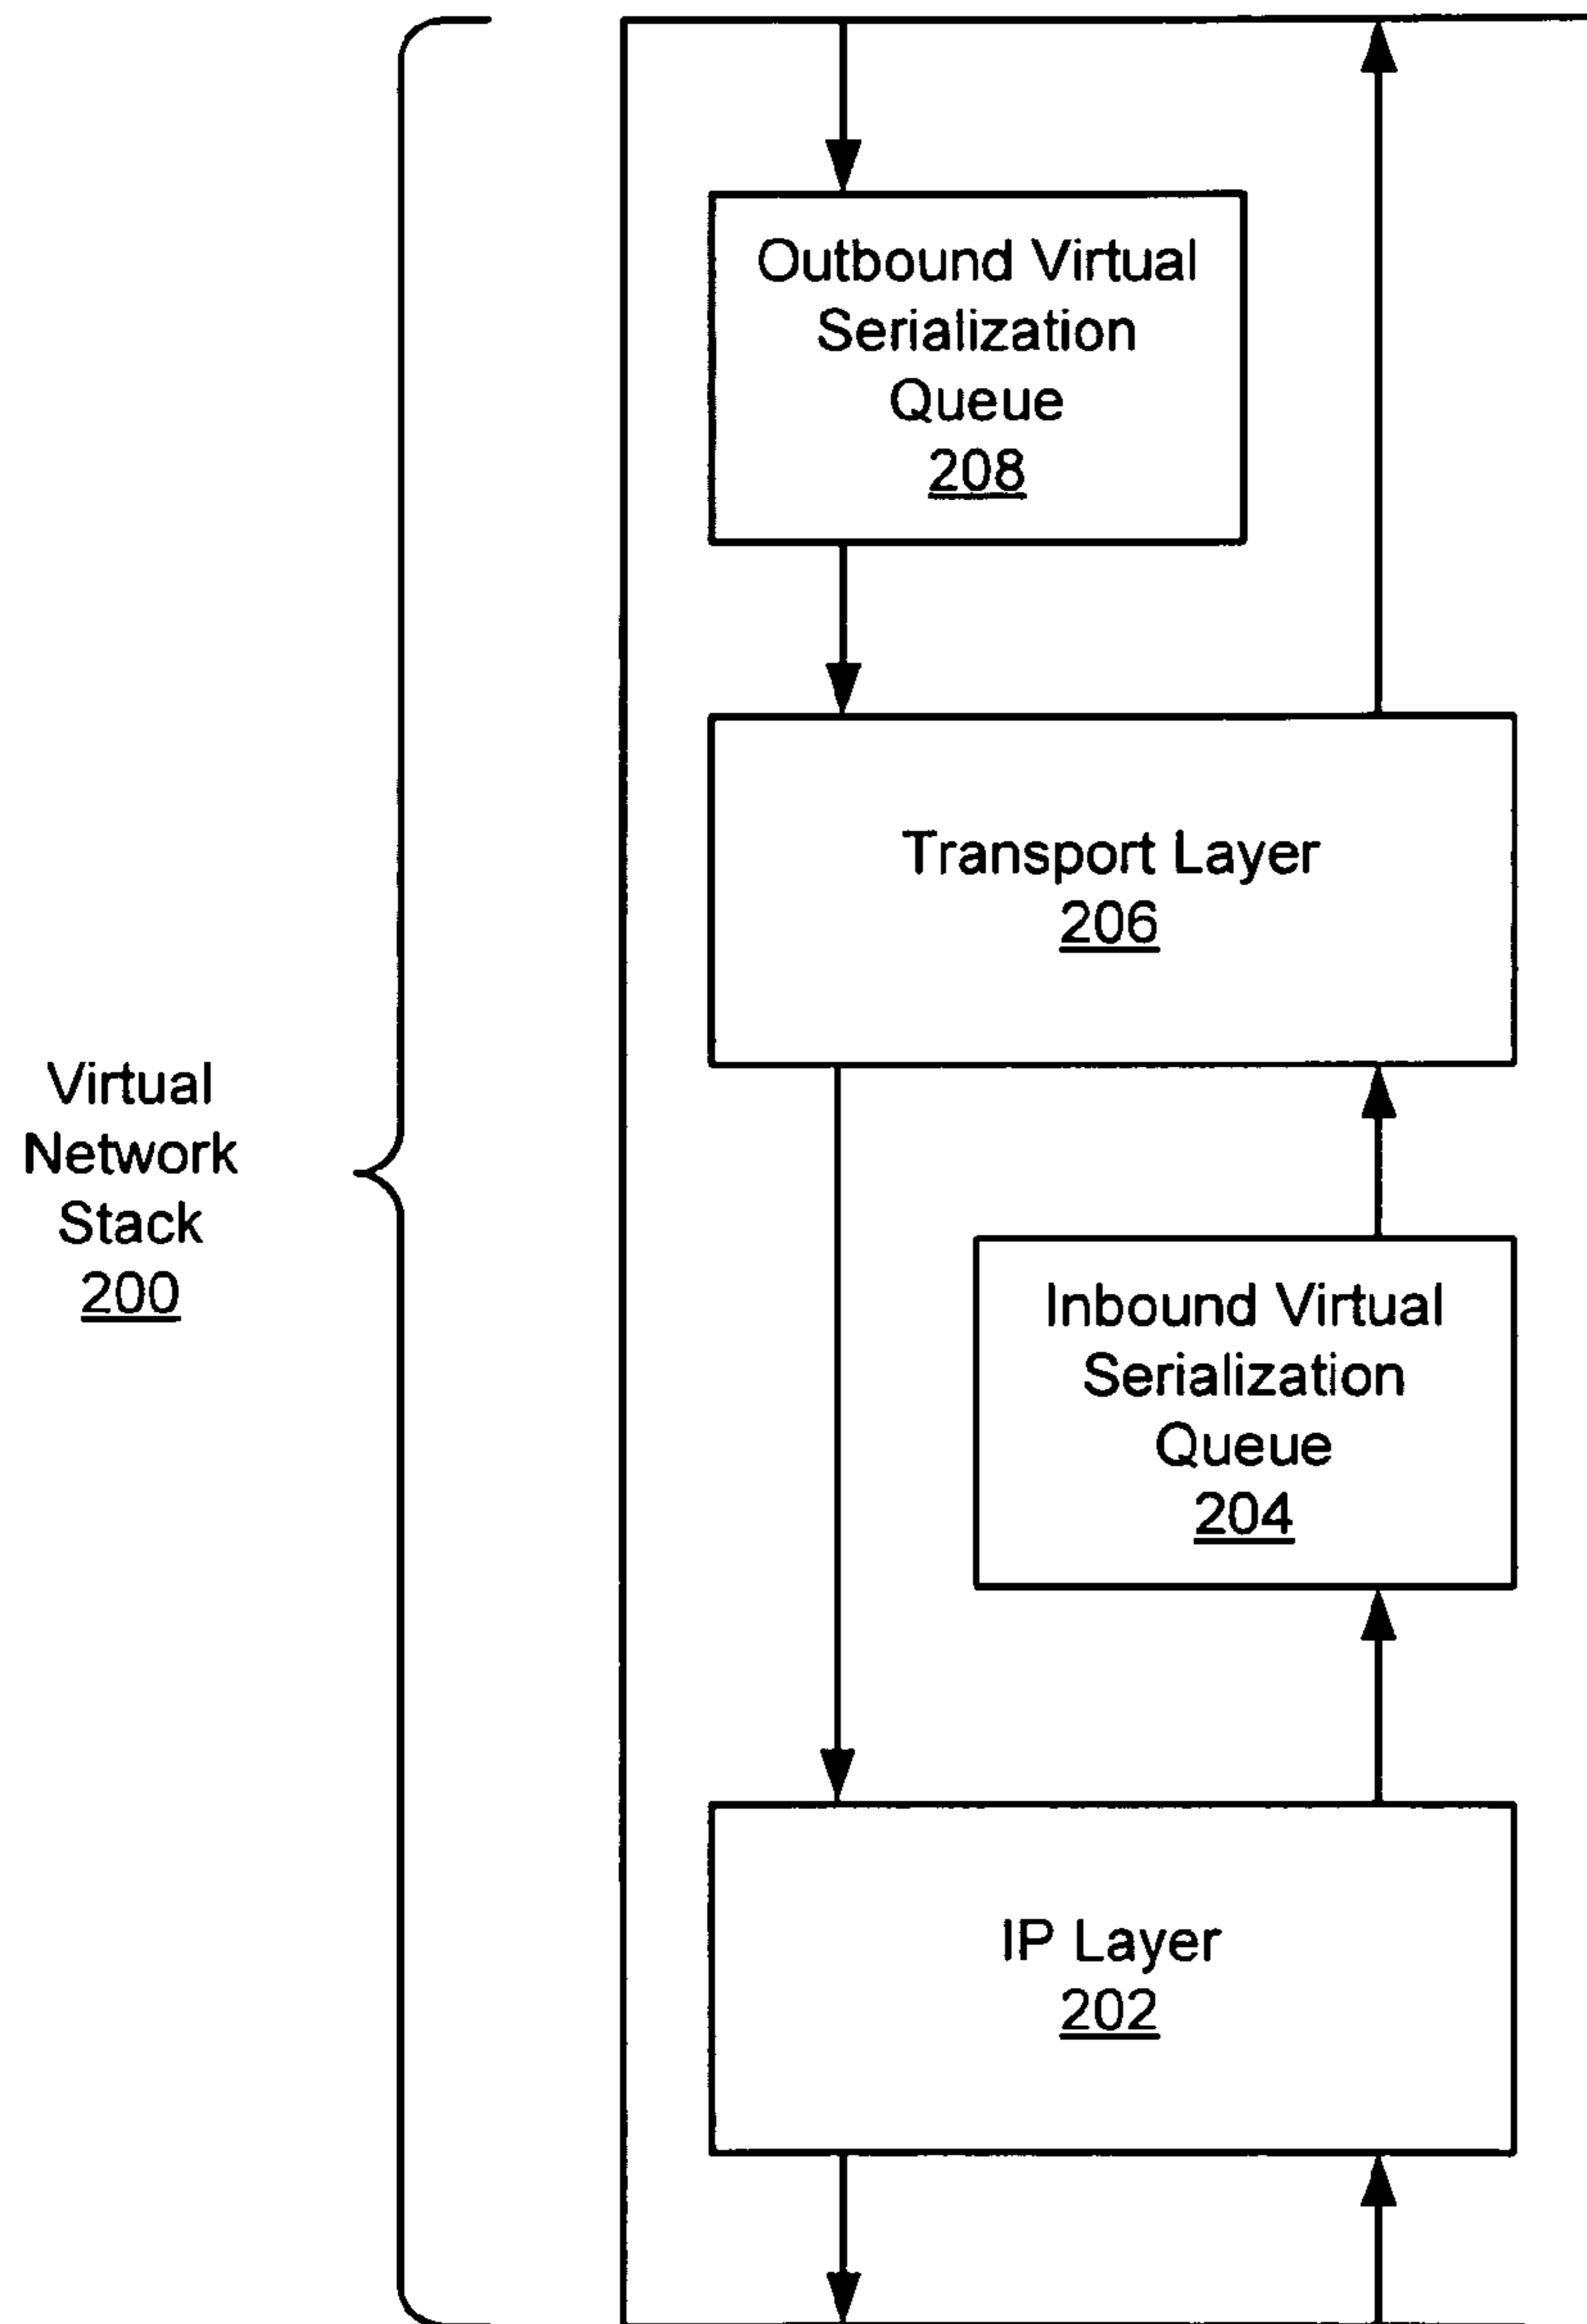 Outbound Virtual
Serialization
Queue
208
Transport Layer
206
Virtual
Network
Stack
200
Inbound Virtual
Serialization
Queue
204
IP Layer
202